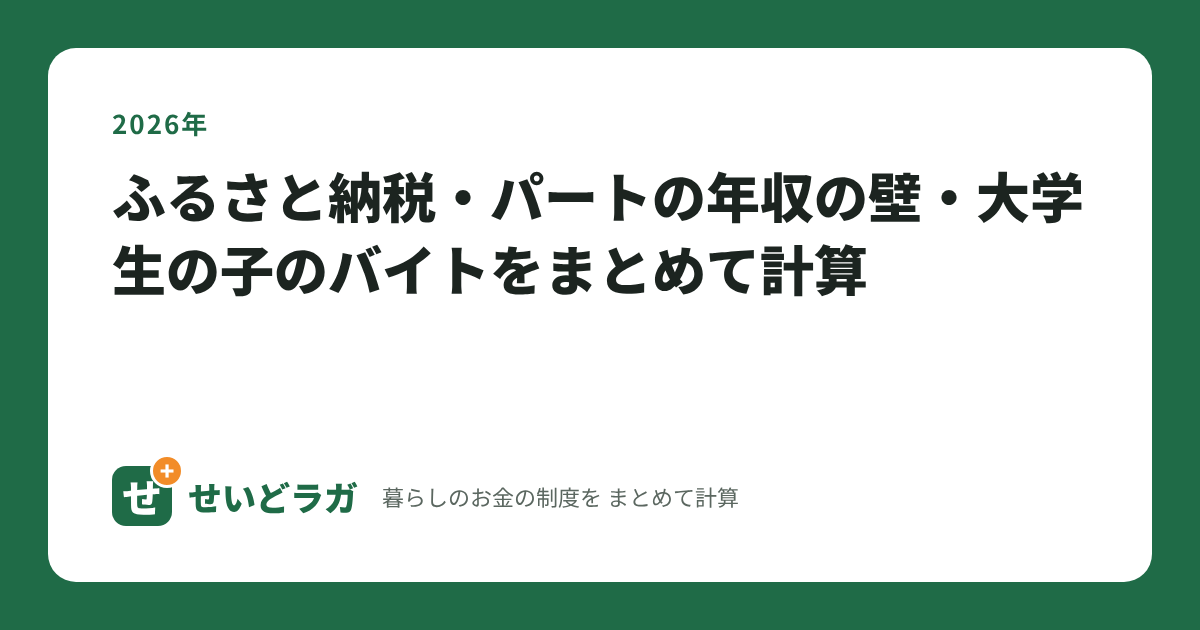 2026年
ふるさと納税・パートの年収の壁・大学
生の子のバイトをまとめて計算
せ+
せいどラガ
暮らしのお金の制度を まとめて計算